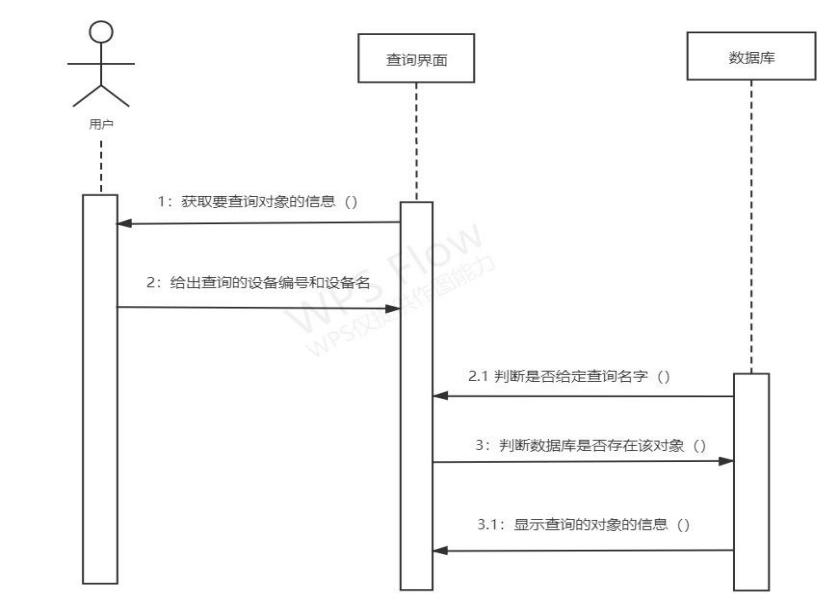 查询界面
数据库
用户
1：获取要查询对象的信息（）
2：给出查询的设备编号和设备名
WPS Flow
2.1 判断是否给定查询名字（）
3：判断数据库是否存在该对象（）
3.1：显示查询的对象的信息（）